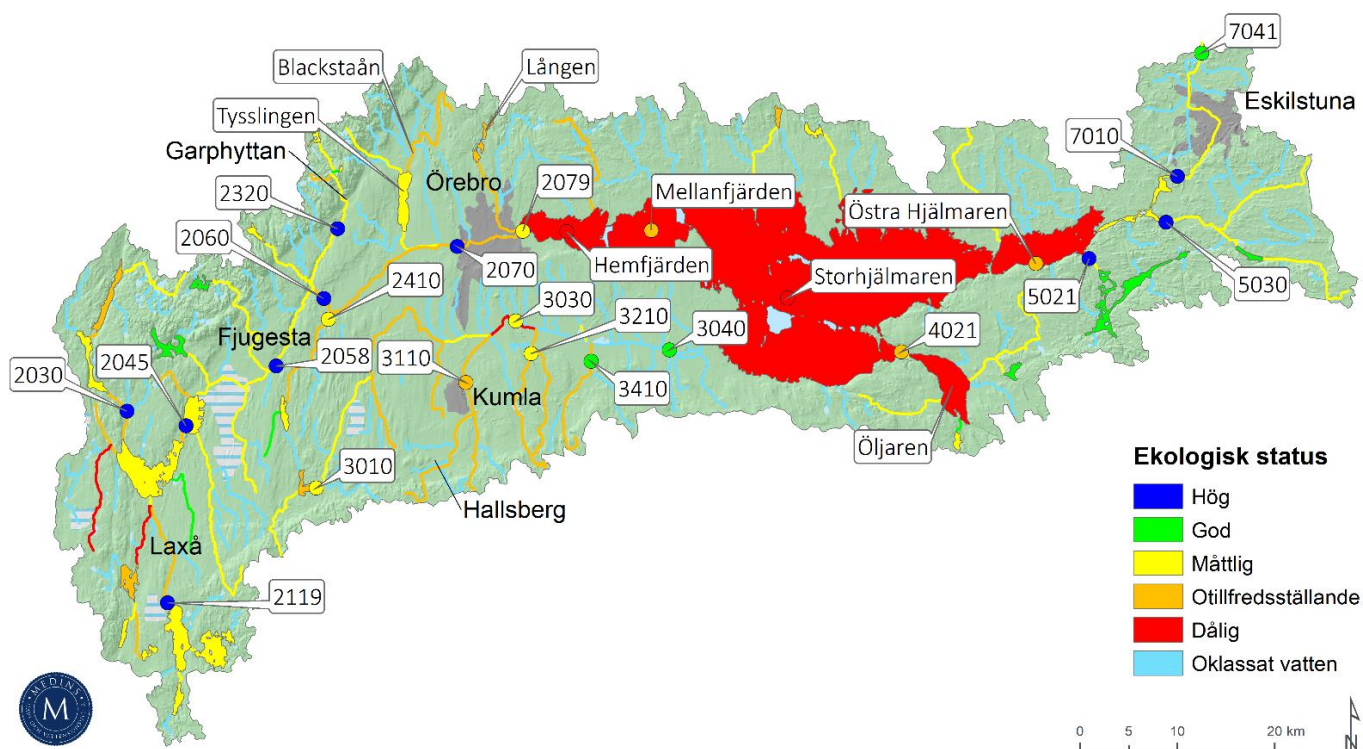 7041
Blackstaån
Lången
Eskilstuna
Tysslingen
7010
Garphyttan
Örebro
2079
Mellanfjärden
Östra Hjälmaren
2320
2060
2070
Hemfjärden
Storhjälmaren
5021
5030
2410
3030
3210
3040
4021
Fjugesta
2030
2045
2058
3110
Kumla
3410
Öljaren
3010
Hallsberg
Laxå
2119
Ekologisk status
Hög
God
Måttlig
Otillfredsställande
Dålig
Oklassat vatten
MEDINS
M
0 5 10 20 km
N